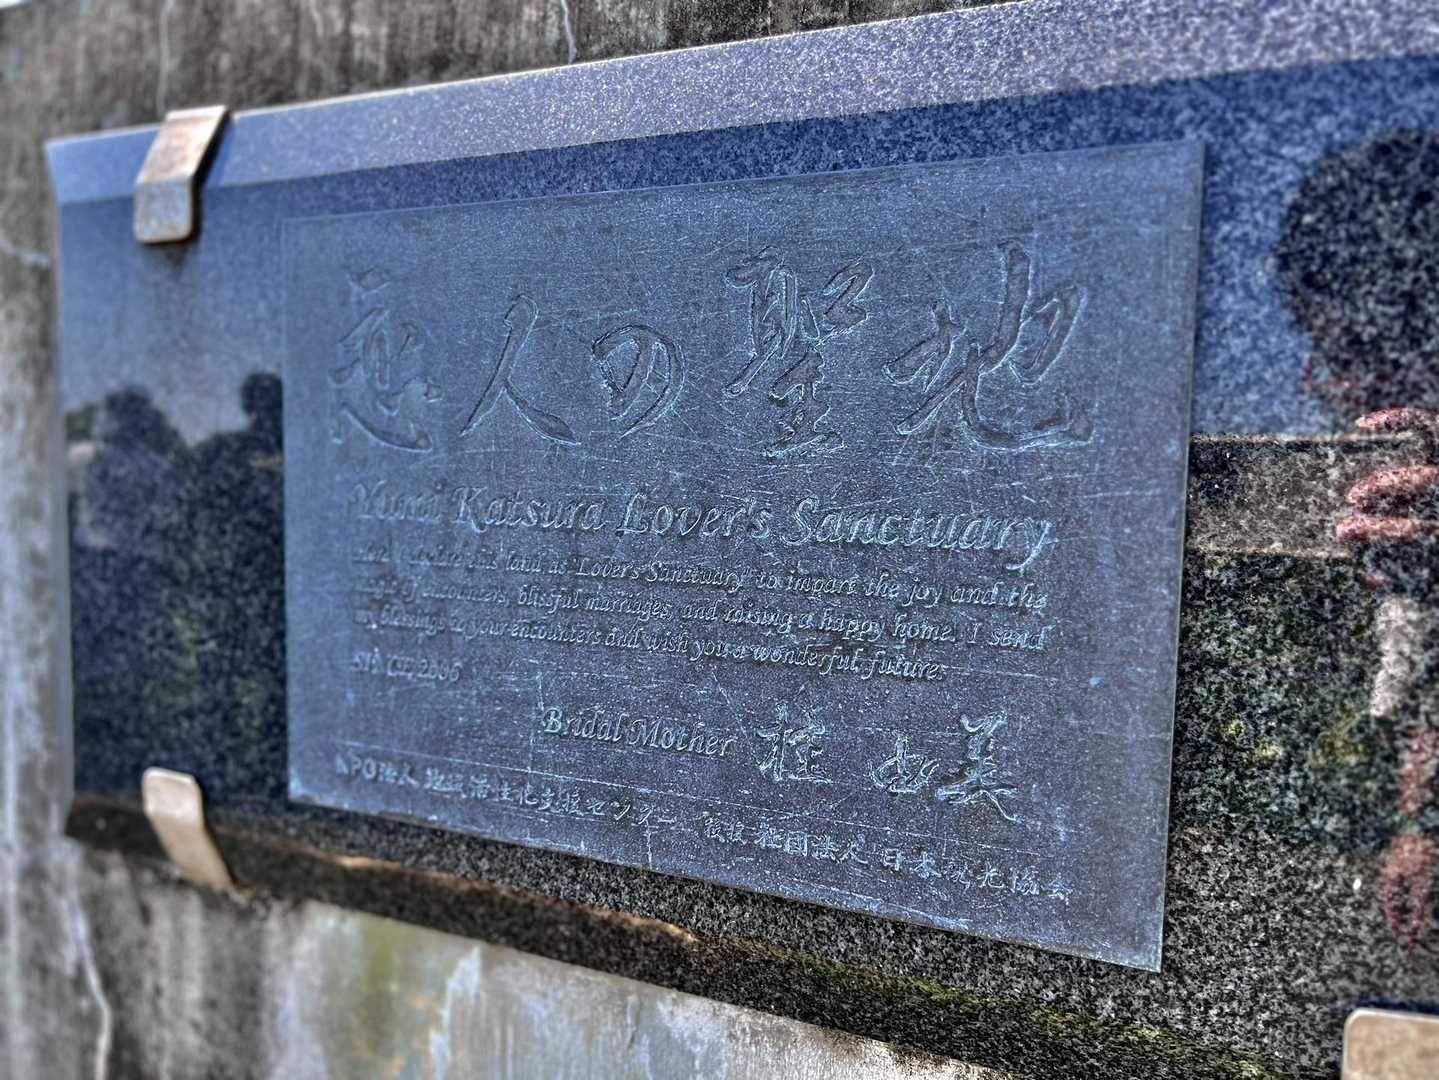 恋人の聖地
Yumi Katsura Lover's Sanctuary
declare this land as "Lover's Sanctuary" to impart the joy and the
of encounters, blissful marriages, and raising a happy home. I send
my blessings to your encounters and wish you a wonderful future.
2006
Bridal Mother 桂 由美
NPO法人 地域活性化支援センター 後援 社団法人 日本観光協会